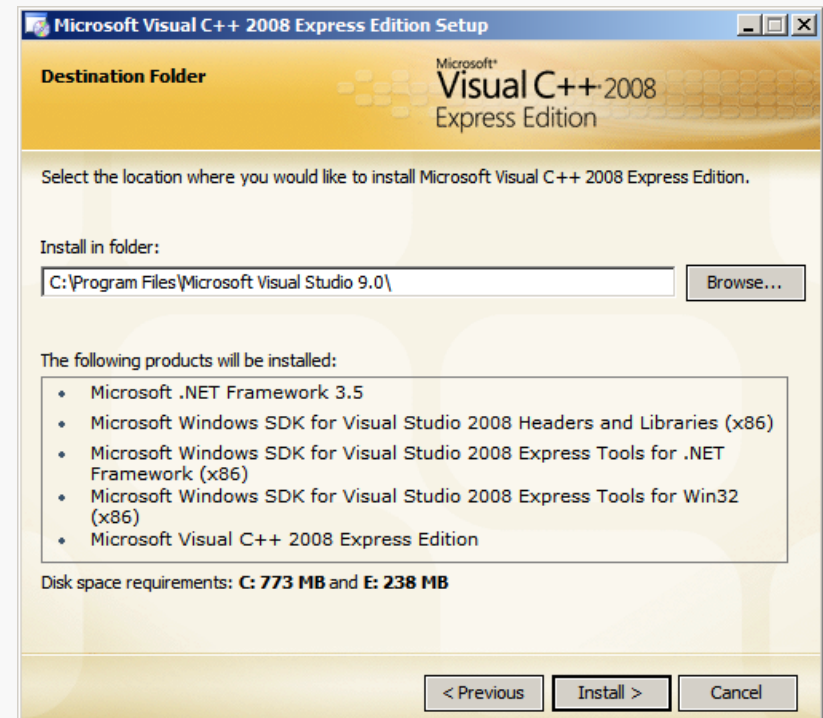 Microsoft Visual C++ 2008 Express Edition Setup
Destination Folder
Microsoft®
Visual C++ 2008
Express Edition
Select the location where you would like to install Microsoft Visual C++ 2008 Express Edition.
Install in folder:
C:\Program Files\Microsoft Visual Studio 9.0\
Browse...
The following products will be installed:
• Microsoft .NET Framework 3.5
• Microsoft Windows SDK for Visual Studio 2008 Headers and Libraries (x86)
• Microsoft Windows SDK for Visual Studio 2008 Express Tools for .NET
Framework (x86)
• Microsoft Windows SDK for Visual Studio 2008 Express Tools for Win32
(x86)
• Microsoft Visual C++ 2008 Express Edition
Disk space requirements: C: 773 MB and E: 238 MB
< Previous
Install >
Cancel